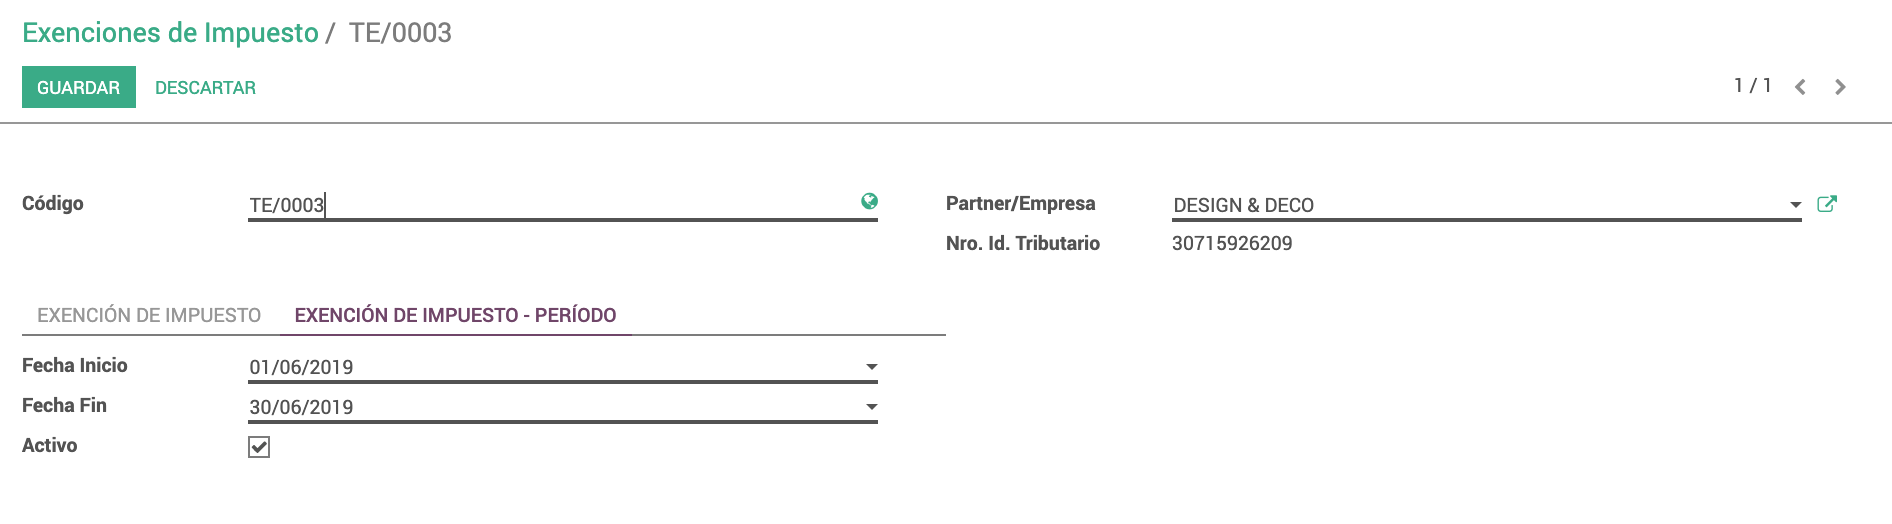 Exenciones de Impuesto / TE/0003
GUARDAR DESCARTAR 1 / 1
Código TE/0003 Partner/Empresa DESIGN & DECO
Nro. Id. Tributario 30715926209
EXENCIÓN DE IMPUESTO EXENCIÓN DE IMPUESTO - PERÍODO
Fecha Inicio 01/06/2019
Fecha Fin 30/06/2019
Activo